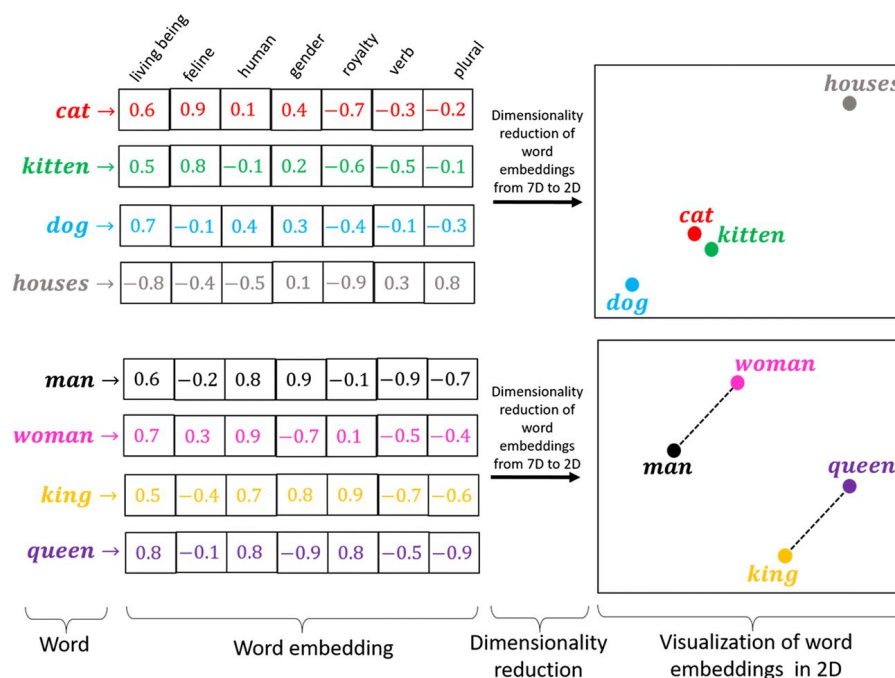 living being feline human gender royalty verb plural
cat → 0.6 0.9 0.1 0.4 −0.7 −0.3 −0.2
kitten → 0.5 0.8 −0.1 0.2 −0.6 −0.5 −0.1
dog → 0.7 −0.1 0.4 0.3 −0.4 −0.1 −0.3
houses → −0.8 −0.4 −0.5 0.1 −0.9 0.3 0.8
Dimensionality
reduction of
word
embeddings
from 7D to 2D
houses
cat
kitten
dog
man → 0.6 −0.2 0.8 0.9 −0.1 −0.9 −0.7
woman → 0.7 0.3 0.9 −0.7 0.1 −0.5 −0.4
king → 0.5 −0.4 0.7 0.8 0.9 −0.7 −0.6
queen → 0.8 −0.1 0.8 −0.9 0.8 −0.5 −0.9
Dimensionality
reduction of
word
embeddings
from 7D to 2D
woman
man
queen
king
Word
Word embedding
Dimensionality
reduction
Visualization of word
embeddings in 2D